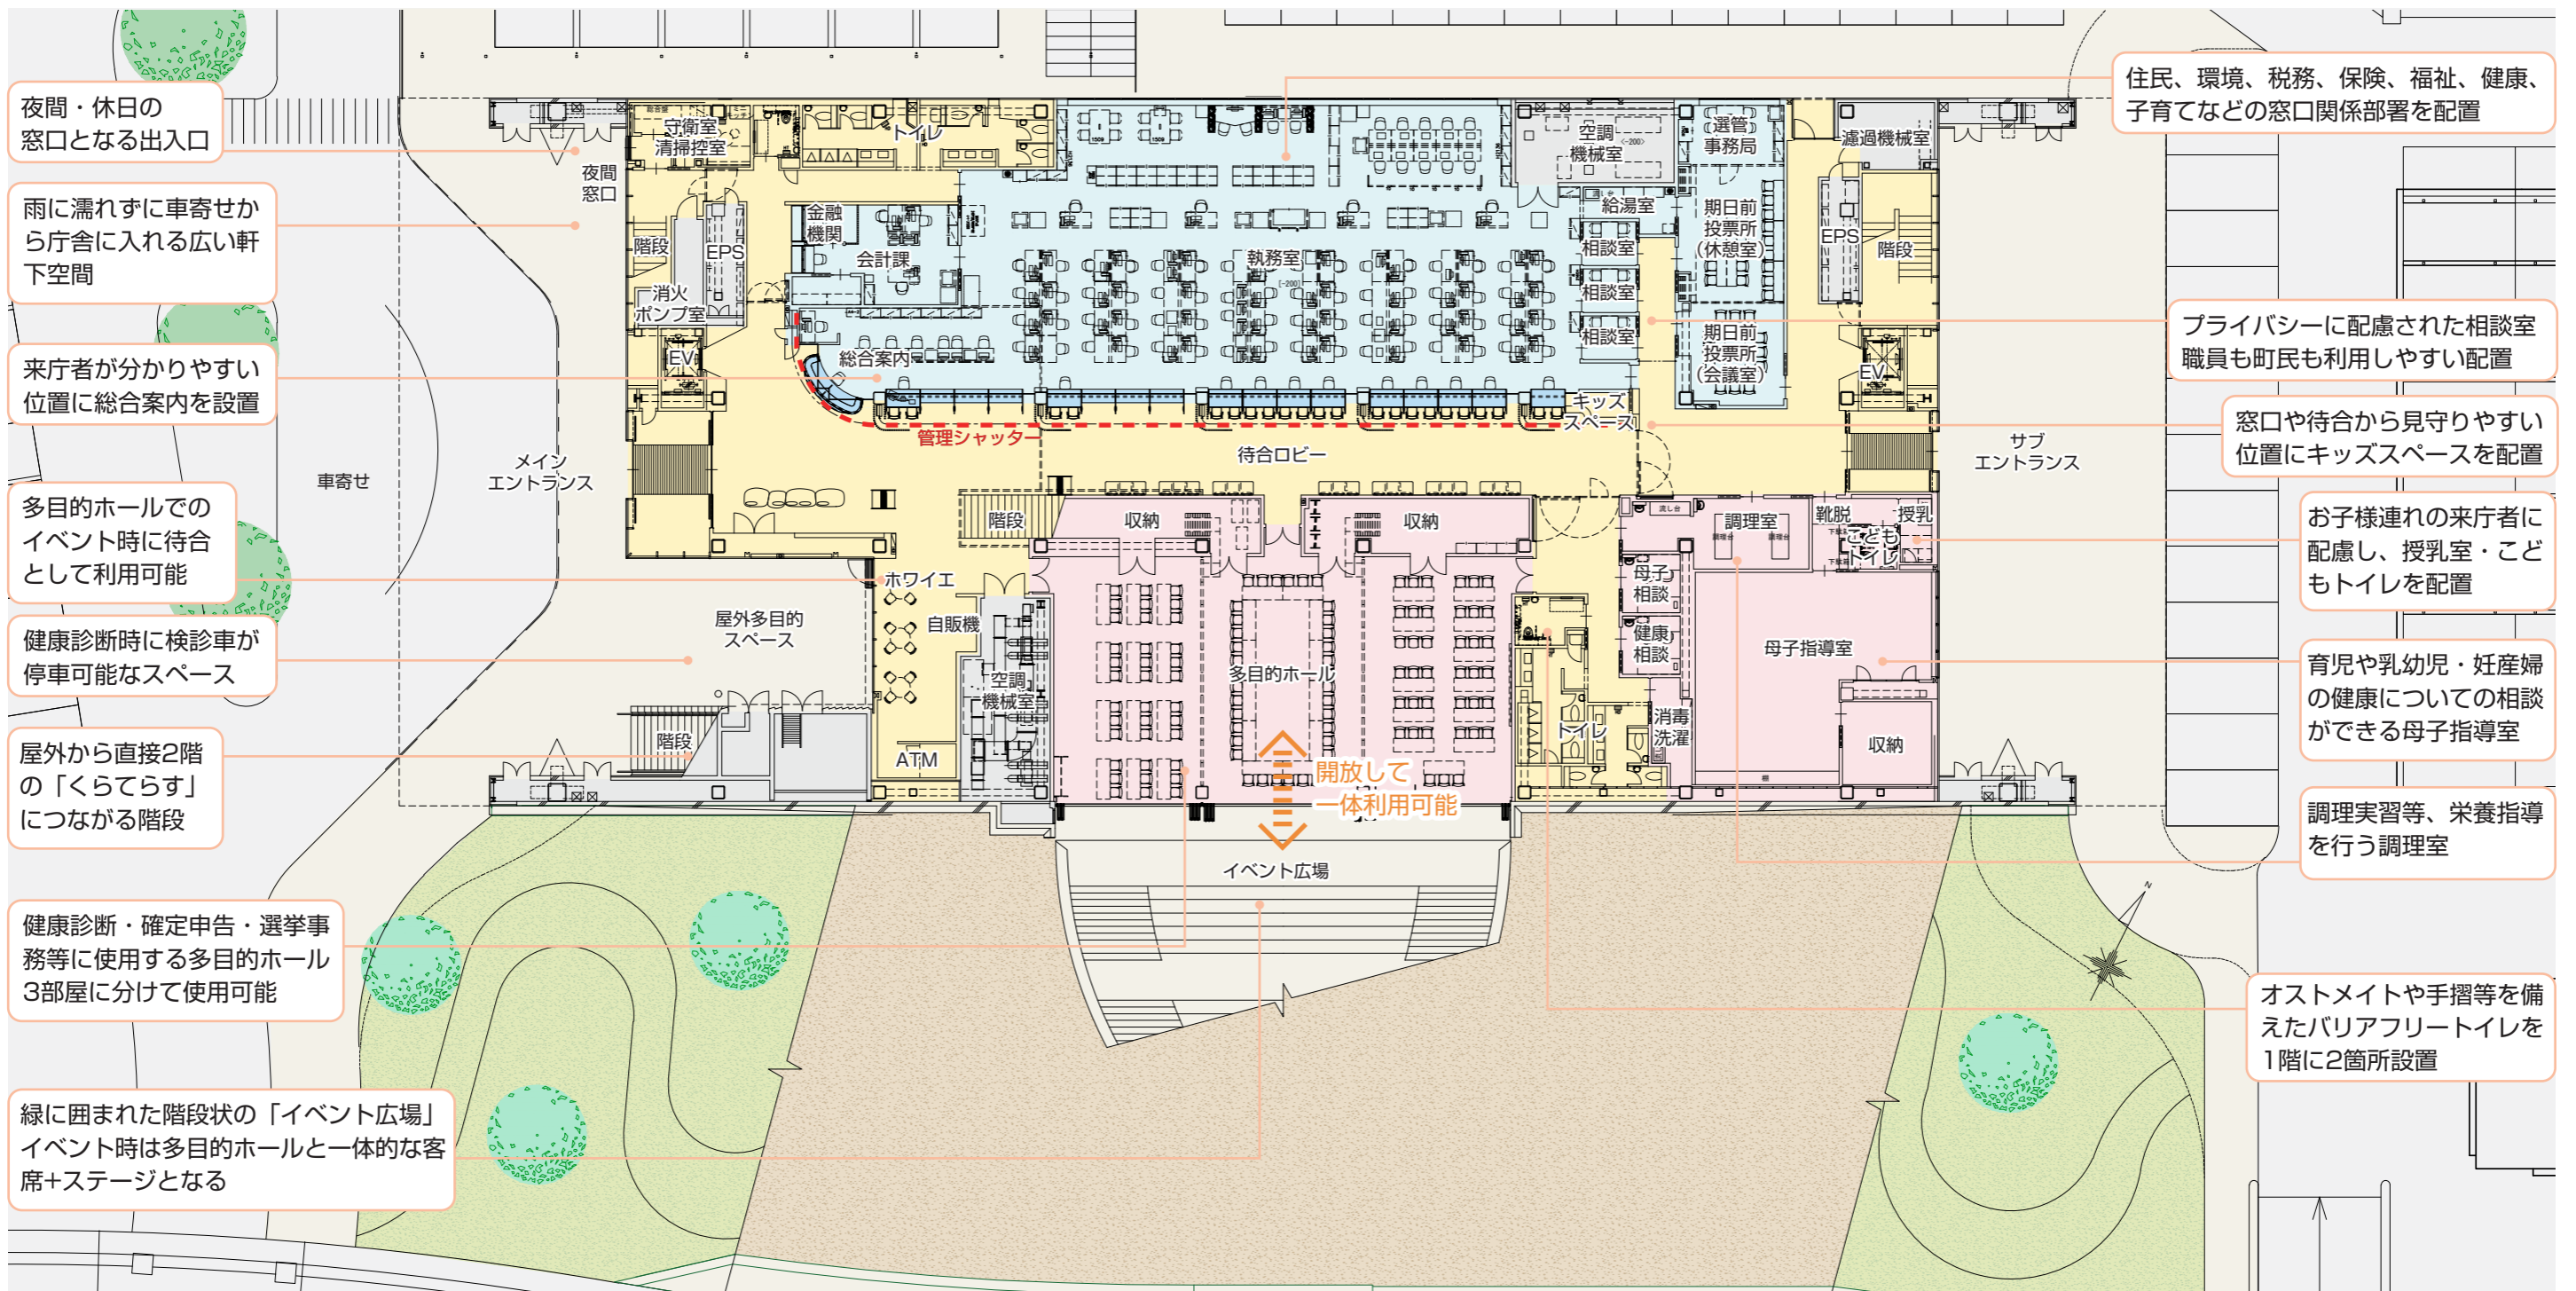 夜間・休日の
窓口となる出入口
雨に濡れずに車寄せか
ら庁舎に入れる広い軒
下空間
来庁者が分かりやすい
位置に総合案内を設置
多目的ホールでの
イベント時に待合
として利用可能
健康診断時に検診車が
停車可能なスペース
屋外から直接2階
の「くらてらす」
につながる階段
健康診断・確定申告・選挙事
務等に使用する多目的ホール
3部屋に分けて使用可能
緑に囲まれた階段状の「イベント広場」
イベント時は多目的ホールと一体的な客
席+ステージとなる
住民、環境、税務、保険、福祉、健康、
子育てなどの窓口関係部署を配置
プライバシーに配慮された相談室
職員も町民も利用しやすい配置
窓口や待合から見守りやすい
位置にキッズスペースを配置
お子様連れの来庁者に
配慮し、授乳室・こど
もトイレを配置
育児や乳幼児・妊産婦
の健康についての相談
ができる母子指導室
調理実習等、栄養指導
を行う調理室
オストメイトや手摺等を備
えたバリアフリートイレを
1階に2箇所設置
守衛室
清掃控室
トイレ
夜間
窓口
階段
EPS
消火
ポンプ室
EV
金融
機関
会計課
総合案内
執務室
[-200]
空調
機械室
<-200>
選管
事務局
濾過機械室
給湯室
相談室
相談室
相談室
期日前
投票所
(休憩室)
期日前
投票所
(会議室)
EPS
階段
EV
キッズ
スペース
管理シャッター
待合ロビー
メイン
エントランス
車寄せ
サブ
エントランス
階段
収納
収納
流し台
調理室
調理台
調理台
靴脱
授乳
こども
トイレ
ホワイエ
自販機
屋外多目的
スペース
空調
機械室
多目的ホール
母子
相談
健康
相談
母子指導室
階段
ATM
トイレ
消毒
洗濯
収納
棚
開放して
一体利用可能
イベント広場
N